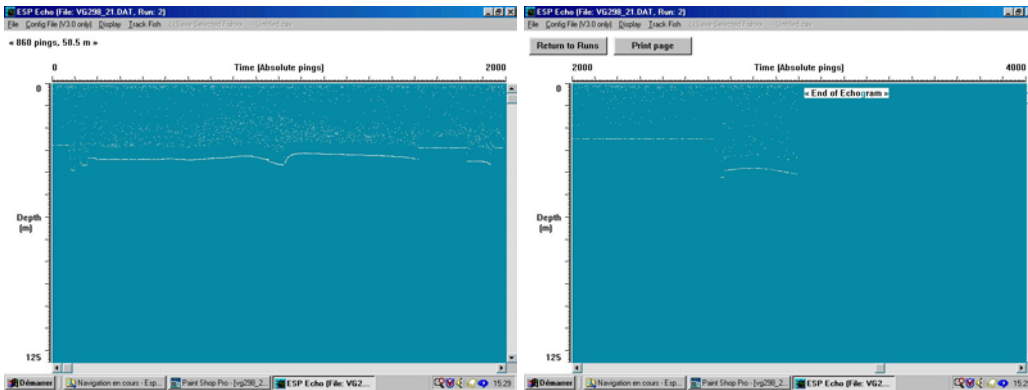 ESP Echo (File: VG298_21.DAT, Run: 2)
File Config File (V3.0 only) Display Track Fish
« 860 pings, 58.5 m »
0 Time (Absolute pings) 2000
0
Depth
(m)
125
Démarrer Navigation en cours - Esp... Paint Shop Pro - [vg298_2... ESP Echo (File: VG2... 15:29
ESP Echo (File: VG298_21.DAT, Run: 2)
File Config File (V3.0 only) Display Track Fish
Return to Runs Print page
2000 Time (Absolute pings) 4000
0
« End of Echogram »
Depth
(m)
125
Démarrer Navigation en cours - Esp... Paint Shop Pro - [vg298_2... ESP Echo (File: VG2...